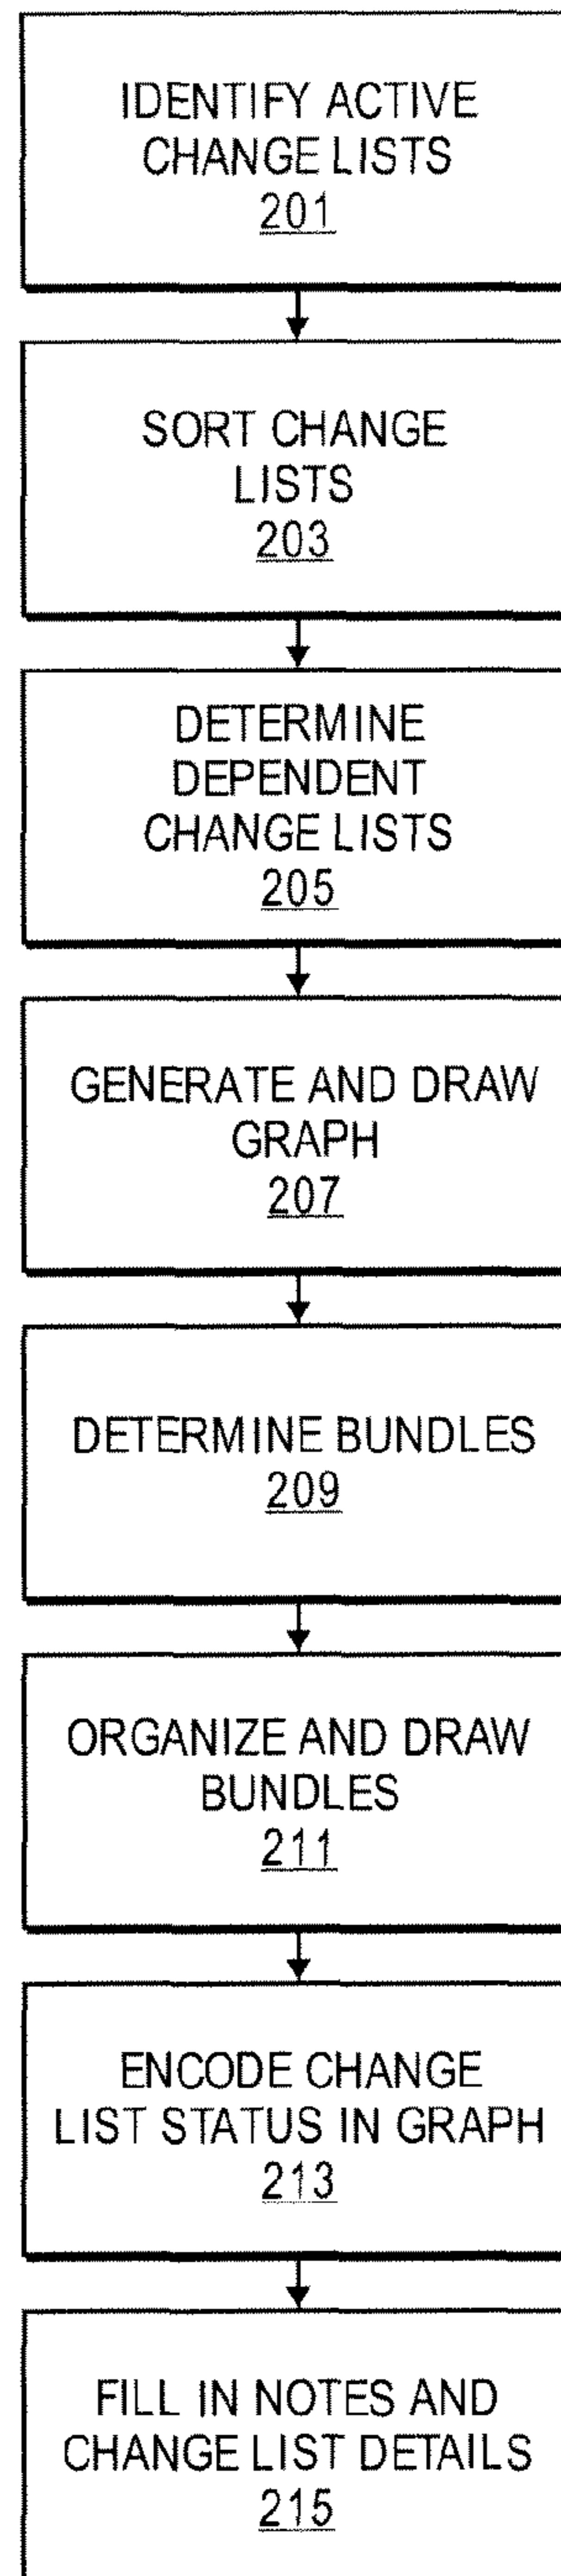 IDENTIFY ACTIVE
CHANGE LISTS
201
SORT CHANGE
LISTS
203
DETERMINE
DEPENDENT
CHANGE LISTS
205
GENERATE AND DRAW
GRAPH
207
DETERMINE BUNDLES
209
ORGANIZE AND DRAW
BUNDLES
211
ENCODE CHANGE
LIST STATUS IN GRAPH
213
FILL IN NOTES AND
CHANGE LIST DETAILS
215